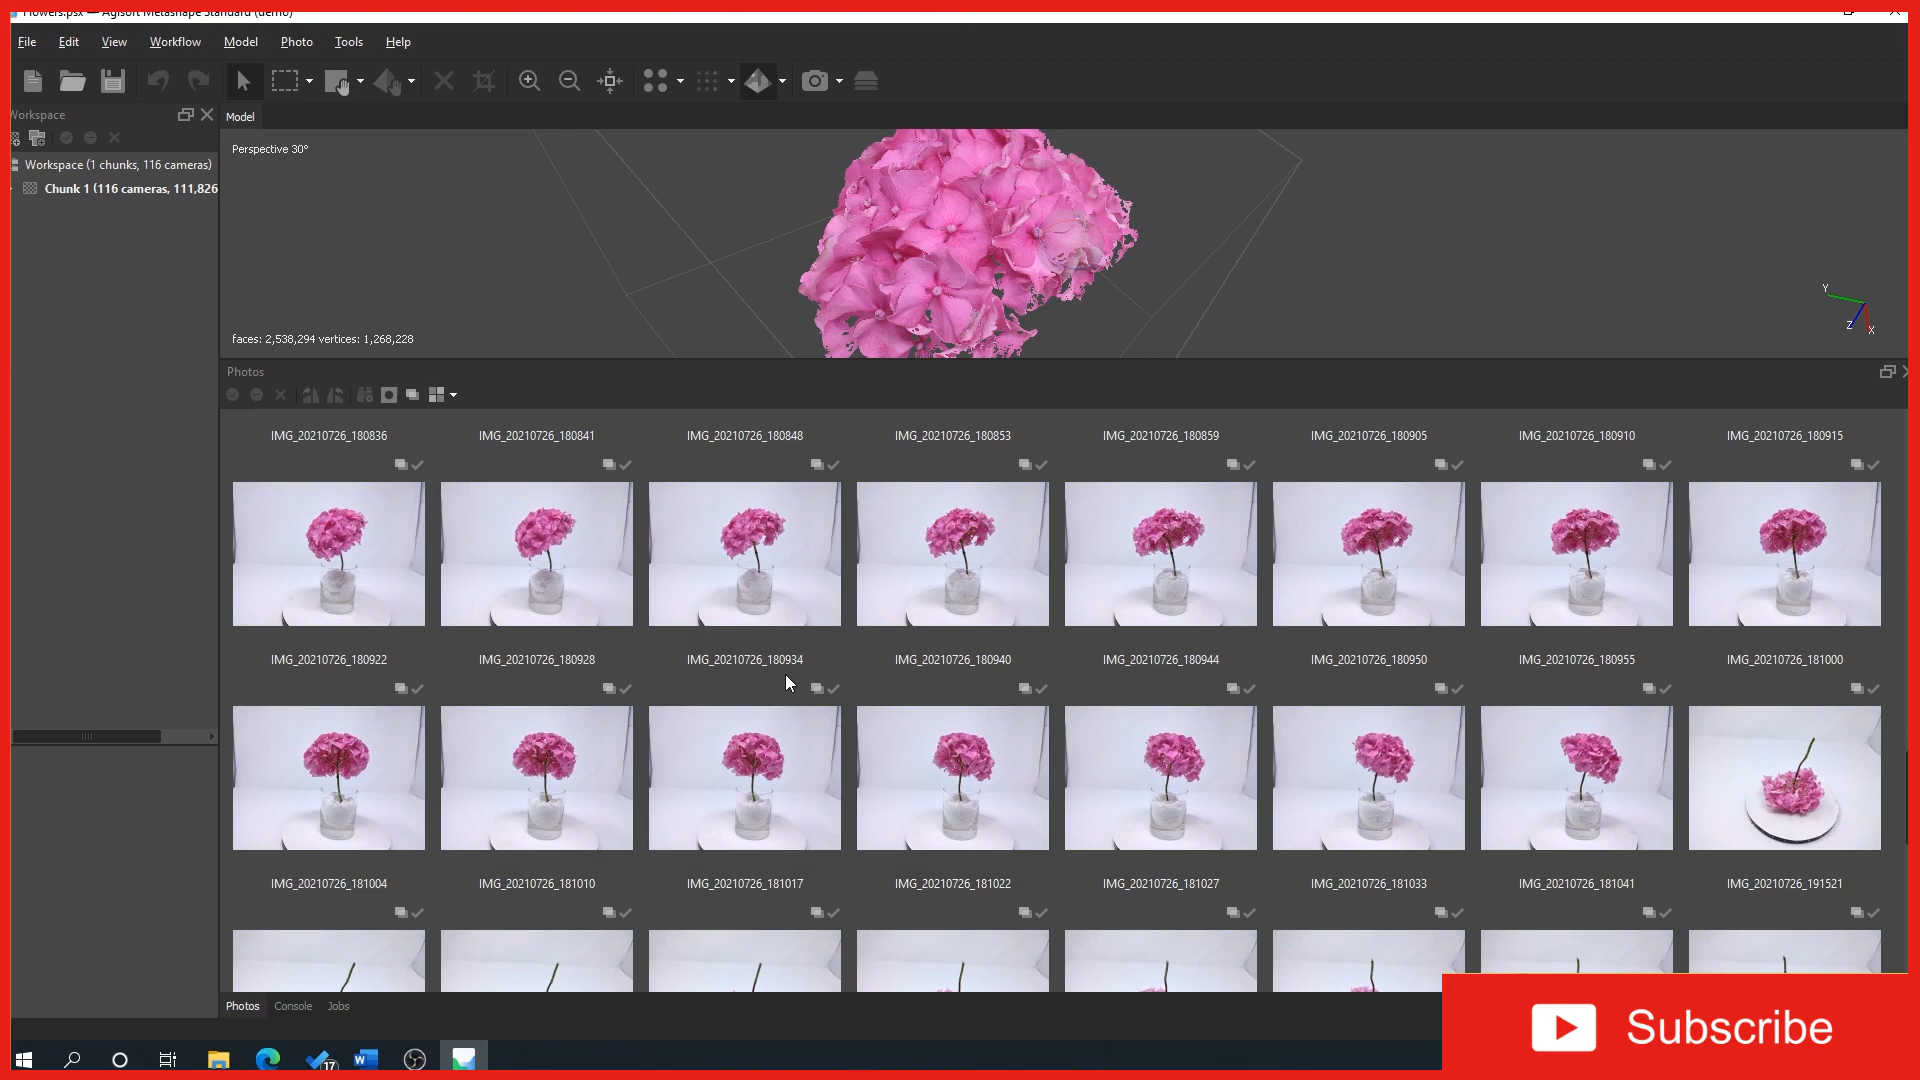 Flowers.psx — Agisoft Metashape Standard (demo)
File Edit View Workflow Model Photo Tools Help
Workspace
Model
Workspace (1 chunks, 116 cameras)
Chunk 1 (116 cameras, 111,826
Perspective 30°
Y
Z
X
faces: 2,538,294 vertices: 1,268,228
Photos
IMG_20210726_180836 IMG_20210726_180841 IMG_20210726_180848 IMG_20210726_180853 IMG_20210726_180859 IMG_20210726_180905 IMG_20210726_180910 IMG_20210726_180915
IMG_20210726_180922 IMG_20210726_180928 IMG_20210726_180934 IMG_20210726_180940 IMG_20210726_180944 IMG_20210726_180950 IMG_20210726_180955 IMG_20210726_181000
IMG_20210726_181004 IMG_20210726_181010 IMG_20210726_181017 IMG_20210726_181022 IMG_20210726_181027 IMG_20210726_181033 IMG_20210726_181041 IMG_20210726_191521
Photos Console Jobs
17
W
Subscribe